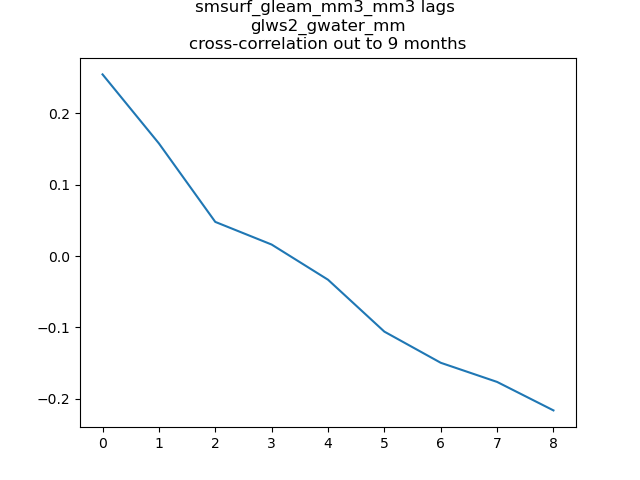 smsurf_gleam_mm3_mm3 lags
glws2_gwater_mm
cross-correlation out to 9 months
0.2
0.1
0.0
−0.1
−0.2
0 1 2 3 4 5 6 7 8